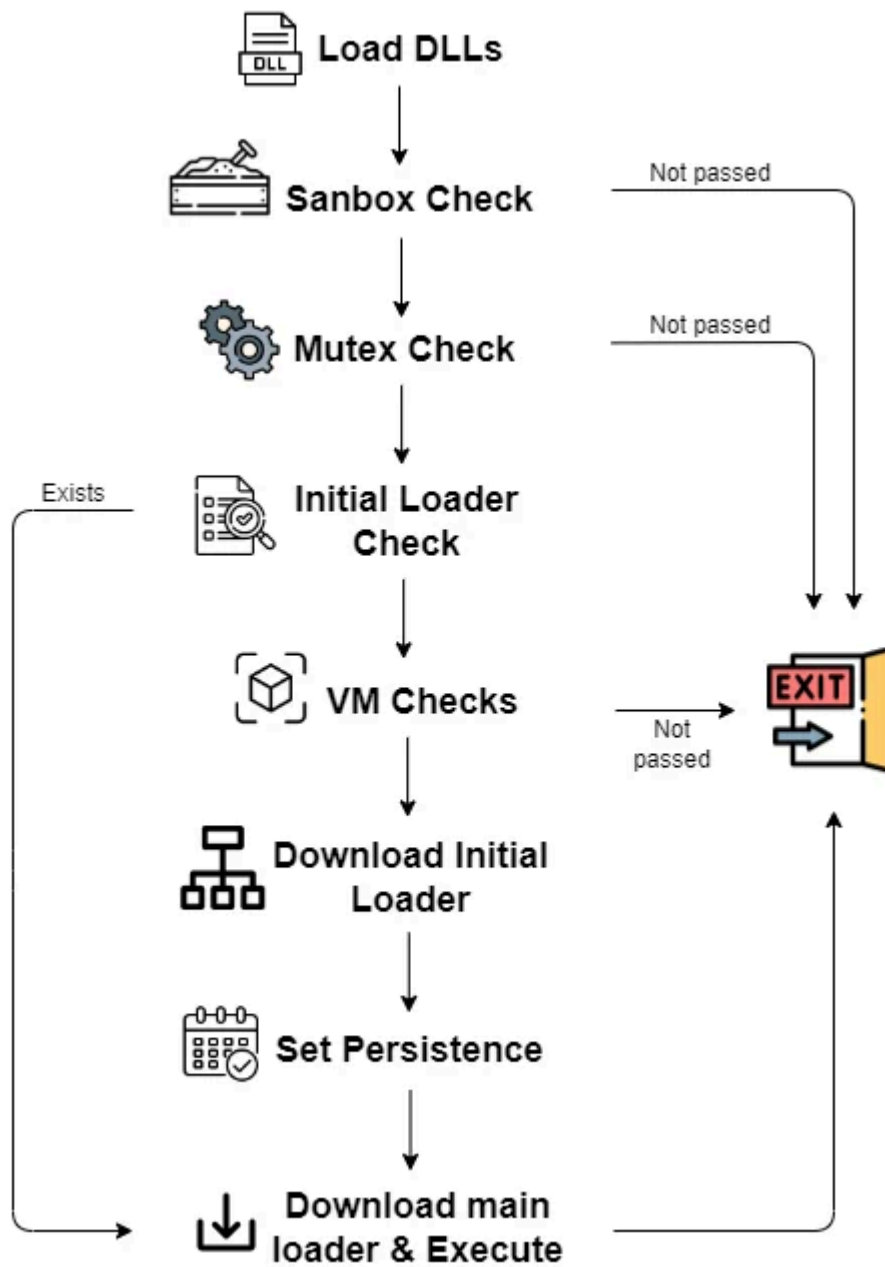 DLL
Load DLLs
Sanbox Check
Not passed
Mutex Check
Not passed
Exists
Initial Loader
Check
VM Checks
Not
passed
EXIT
Download Initial
Loader
Set Persistence
Download main
loader & Execute